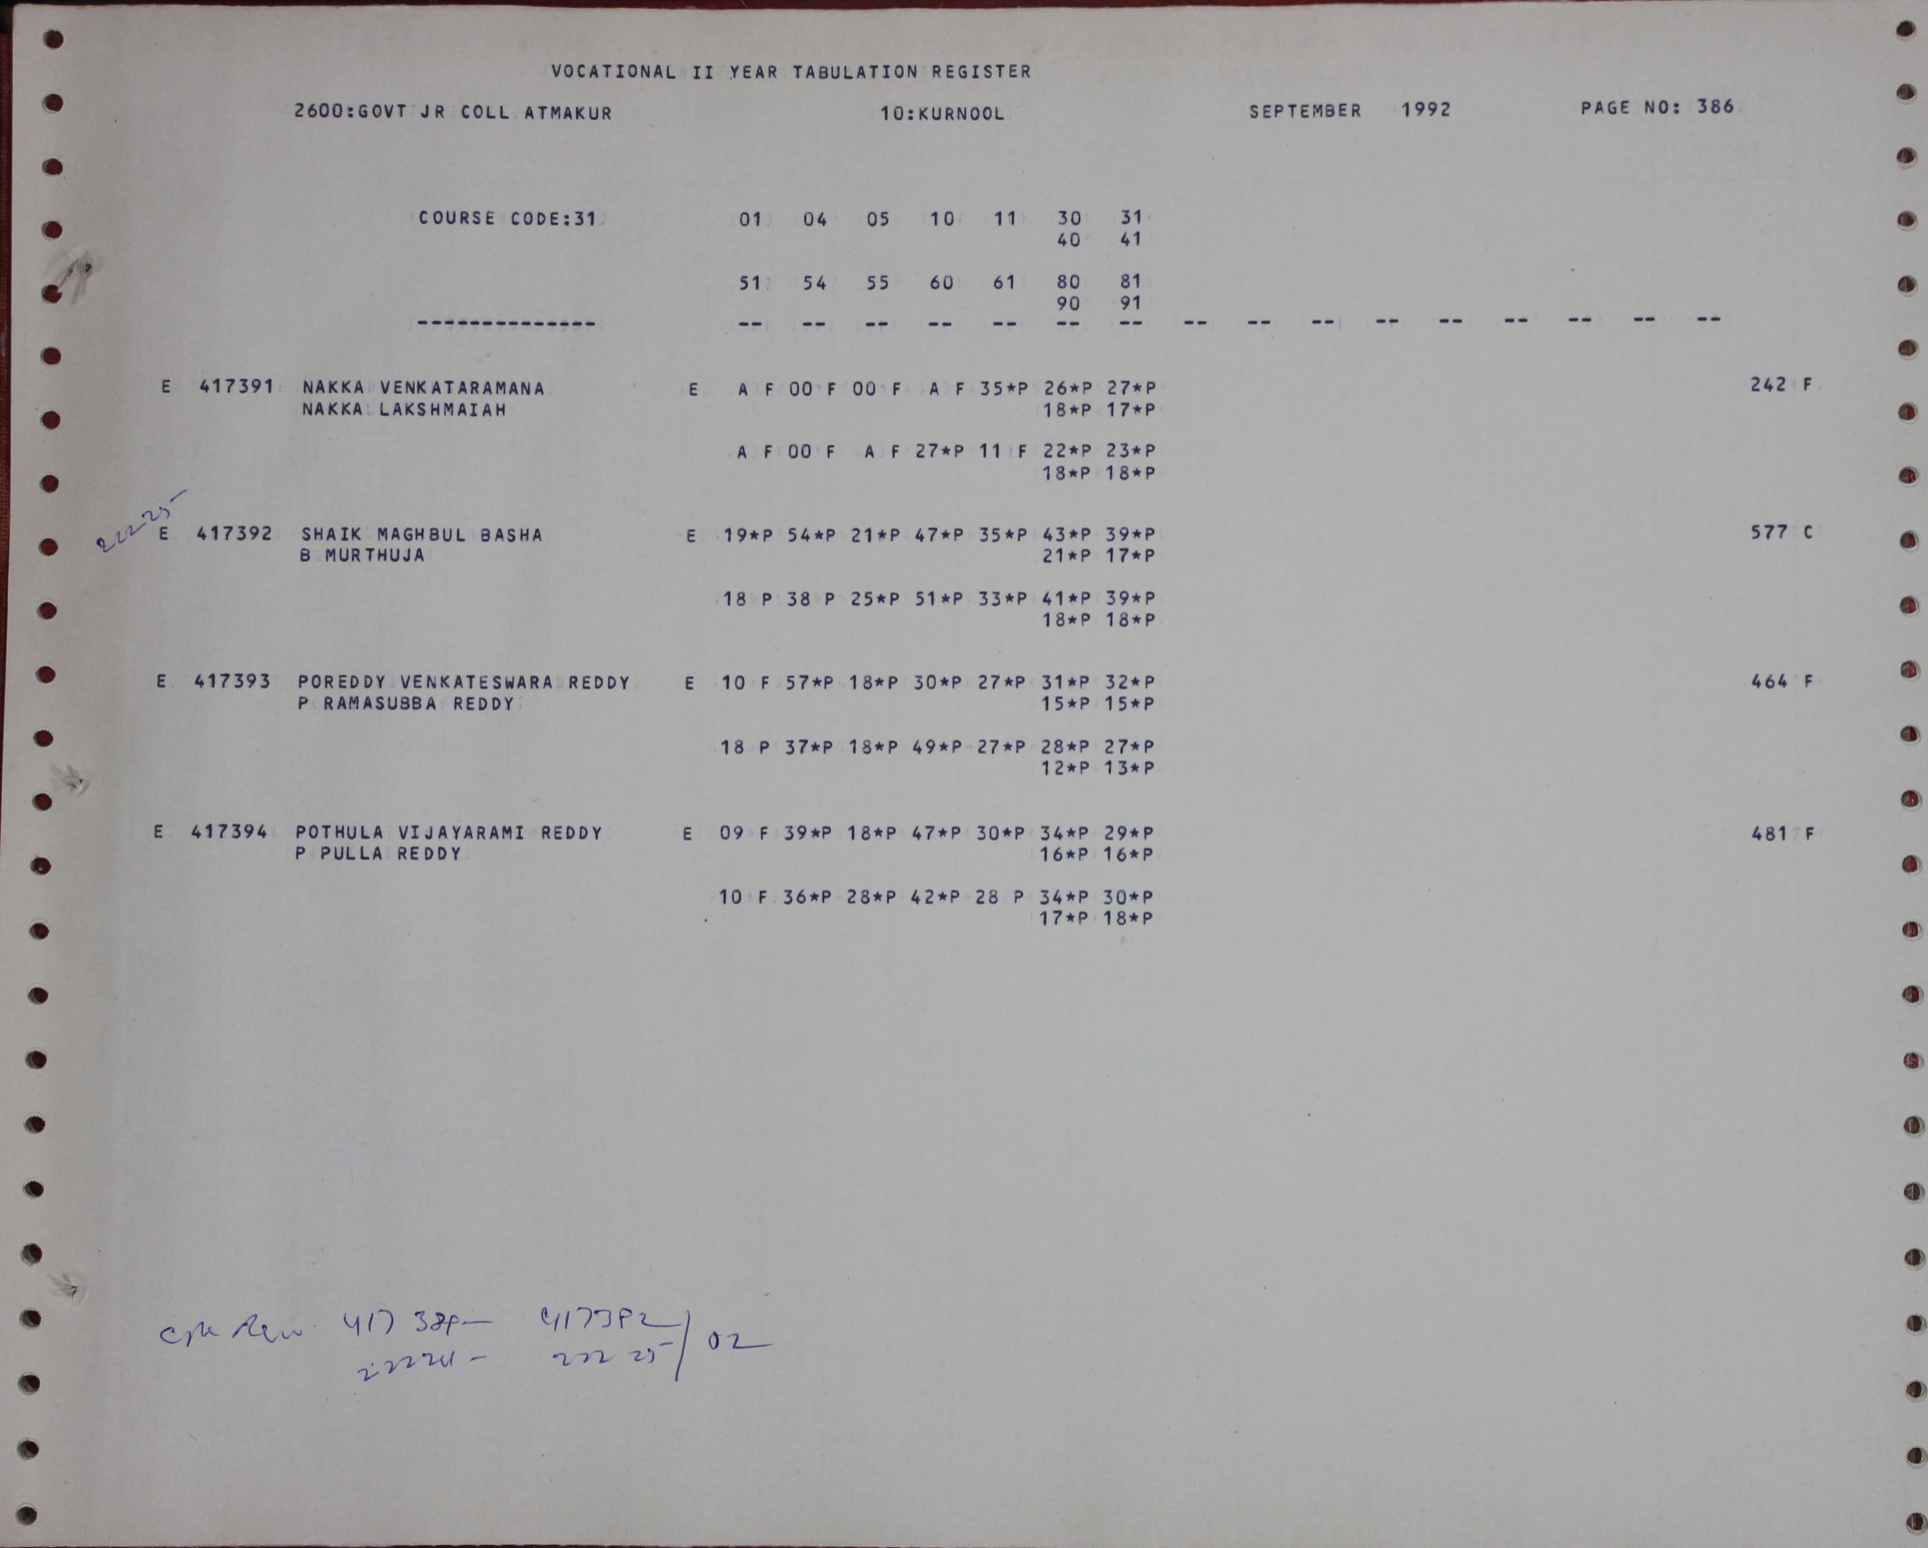 VOCATIONAL II YEAR TABULATION REGISTER
2600:GOVT JR COLL ATMAKUR 10:KURNOOL SEPTEMBER 1992 PAGE NO: 386
COURSE CODE:31 01 04 05 10 11 30 31
40 41
51 54 55 60 61 80 81
90 91
-------------- -- -- -- -- -- -- -- -- -- -- -- -- -- -- -- --
E 417391 NAKKA VENKATARAMANA E A F 00 F 00 F A F 35*P 26*P 27*P 242 F
NAKKA LAKSHMAIAH 18*P 17*P
A F 00 F A F 27*P 11 F 22*P 23*P
18*P 18*P
22225
E 417392 SHAIK MAGHBUL BASHA E 19*P 54*P 21*P 47*P 35*P 43*P 39*P 577 C
B MURTHUJA 21*P 17*P
18 P 38 P 25*P 51*P 33*P 41*P 39*P
18*P 18*P
E 417393 POREDDY VENKATESWARA REDDY E 10 F 57*P 18*P 30*P 27*P 31*P 32*P 464 F
P RAMASUBBA REDDY 15*P 15*P
18 P 37*P 18*P 49*P 27*P 28*P 27*P
12*P 13*P
E 417394 POTHULA VIJAYARAMI REDDY E 09 F 39*P 18*P 47*P 30*P 34*P 29*P 481 F
P PULLA REDDY 16*P 16*P
10 F 36*P 28*P 42*P 28 P 34*P 30*P
17*P 18*P
417392 / 02
22225